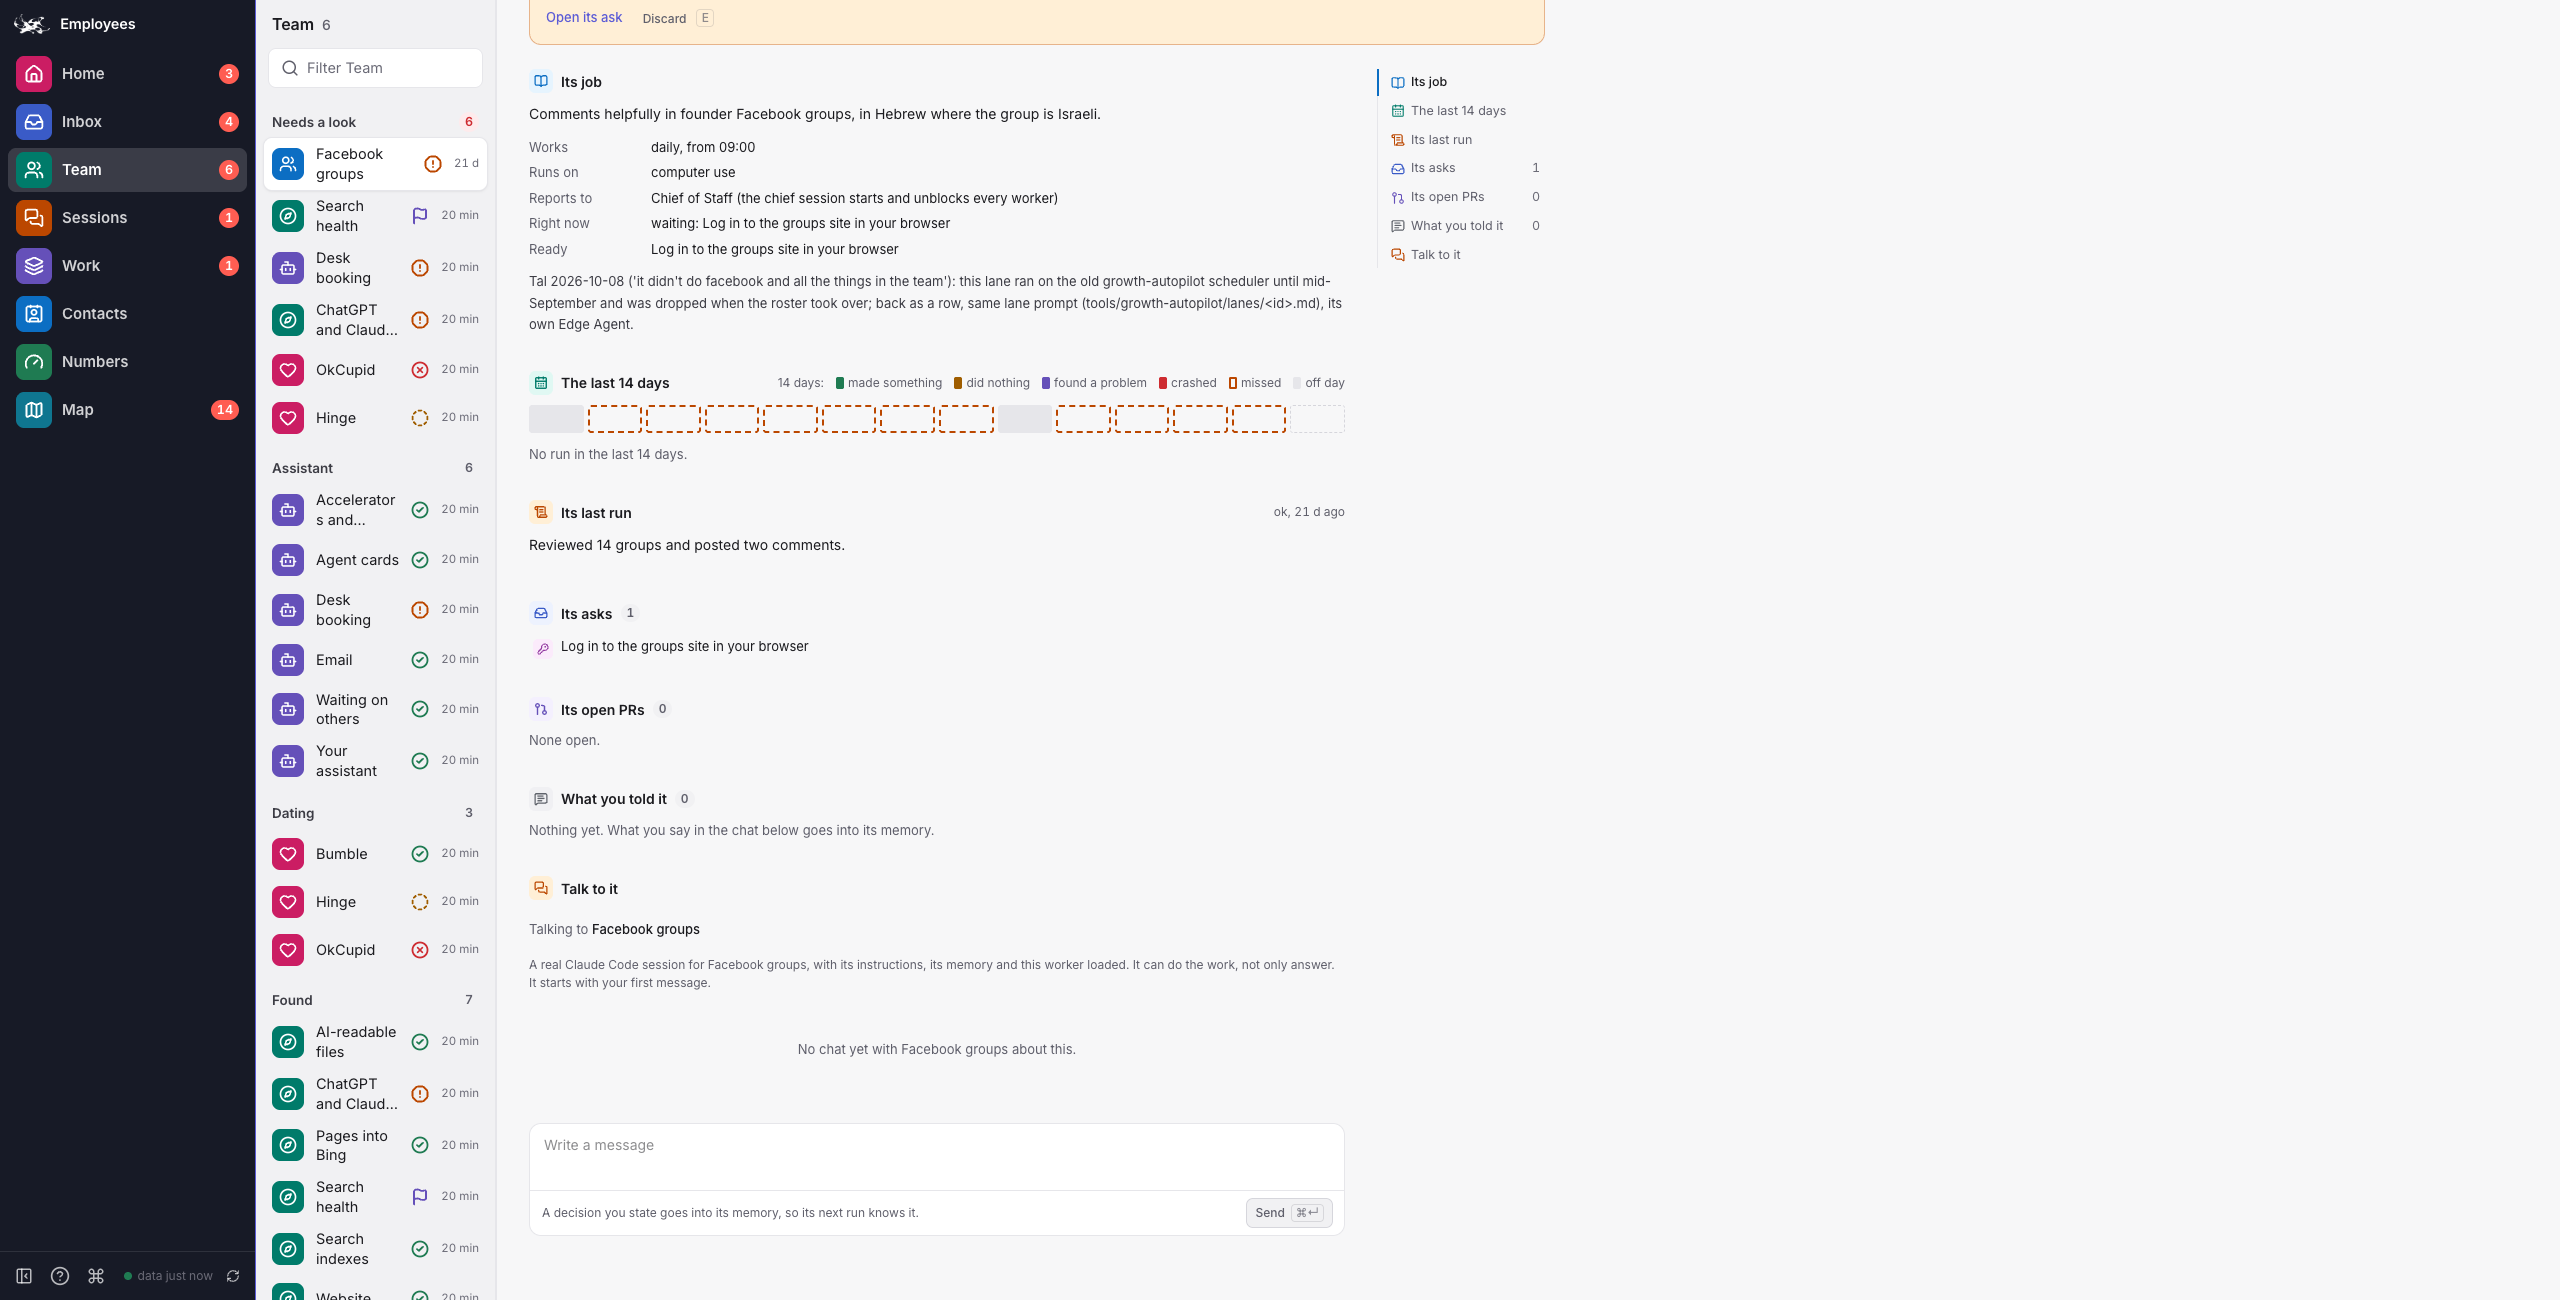 Employees
Home 3
Inbox 4
Team 6
Sessions 1
Work 1
Contacts
Numbers
Map 14
data just now
Team 6
Filter Team
Needs a look 6
Facebook
groups
21 d
Search
health
20 min
Desk
booking
20 min
ChatGPT
and Claud...
20 min
OkCupid 20 min
Hinge 20 min
Assistant 6
Accelerator
s and...
20 min
Agent cards 20 min
Desk
booking
20 min
Email 20 min
Waiting on
others
20 min
Your
assistant
20 min
Dating 3
Bumble 20 min
Hinge 20 min
OkCupid 20 min
Found 7
AI-readable
files
20 min
ChatGPT
and Claud...
20 min
Pages into
Bing
20 min
Search
health
20 min
Search
indexes
20 min
Website 20 min
Open its ask Discard E
Its job
Comments helpfully in founder Facebook groups, in Hebrew where the group is Israeli.
Works daily, from 09:00
Runs on computer use
Reports to Chief of Staff (the chief session starts and unblocks every worker)
Right now waiting: Log in to the groups site in your browser
Ready Log in to the groups site in your browser
Tal 2026-10-08 ('it didn't do facebook and all the things in the team'): this lane ran on the old growth-autopilot scheduler until mid-
September and was dropped when the roster took over; back as a row, same lane prompt (tools/growth-autopilot/lanes/<id>.md), its
own Edge Agent.
The last 14 days 14 days: made something did nothing found a problem crashed missed off day
No run in the last 14 days.
Its last run ok, 21 d ago
Reviewed 14 groups and posted two comments.
Its asks 1
Log in to the groups site in your browser
Its open PRs 0
None open.
What you told it 0
Nothing yet. What you say in the chat below goes into its memory.
Talk to it
Talking to Facebook groups
A real Claude Code session for Facebook groups, with its instructions, its memory and this worker loaded. It can do the work, not only answer.
It starts with your first message.
No chat yet with Facebook groups about this.
Write a message
A decision you state goes into its memory, so its next run knows it.
Send ⌘↵
Its job
The last 14 days
Its last run
Its asks 1
Its open PRs 0
What you told it 0
Talk to it